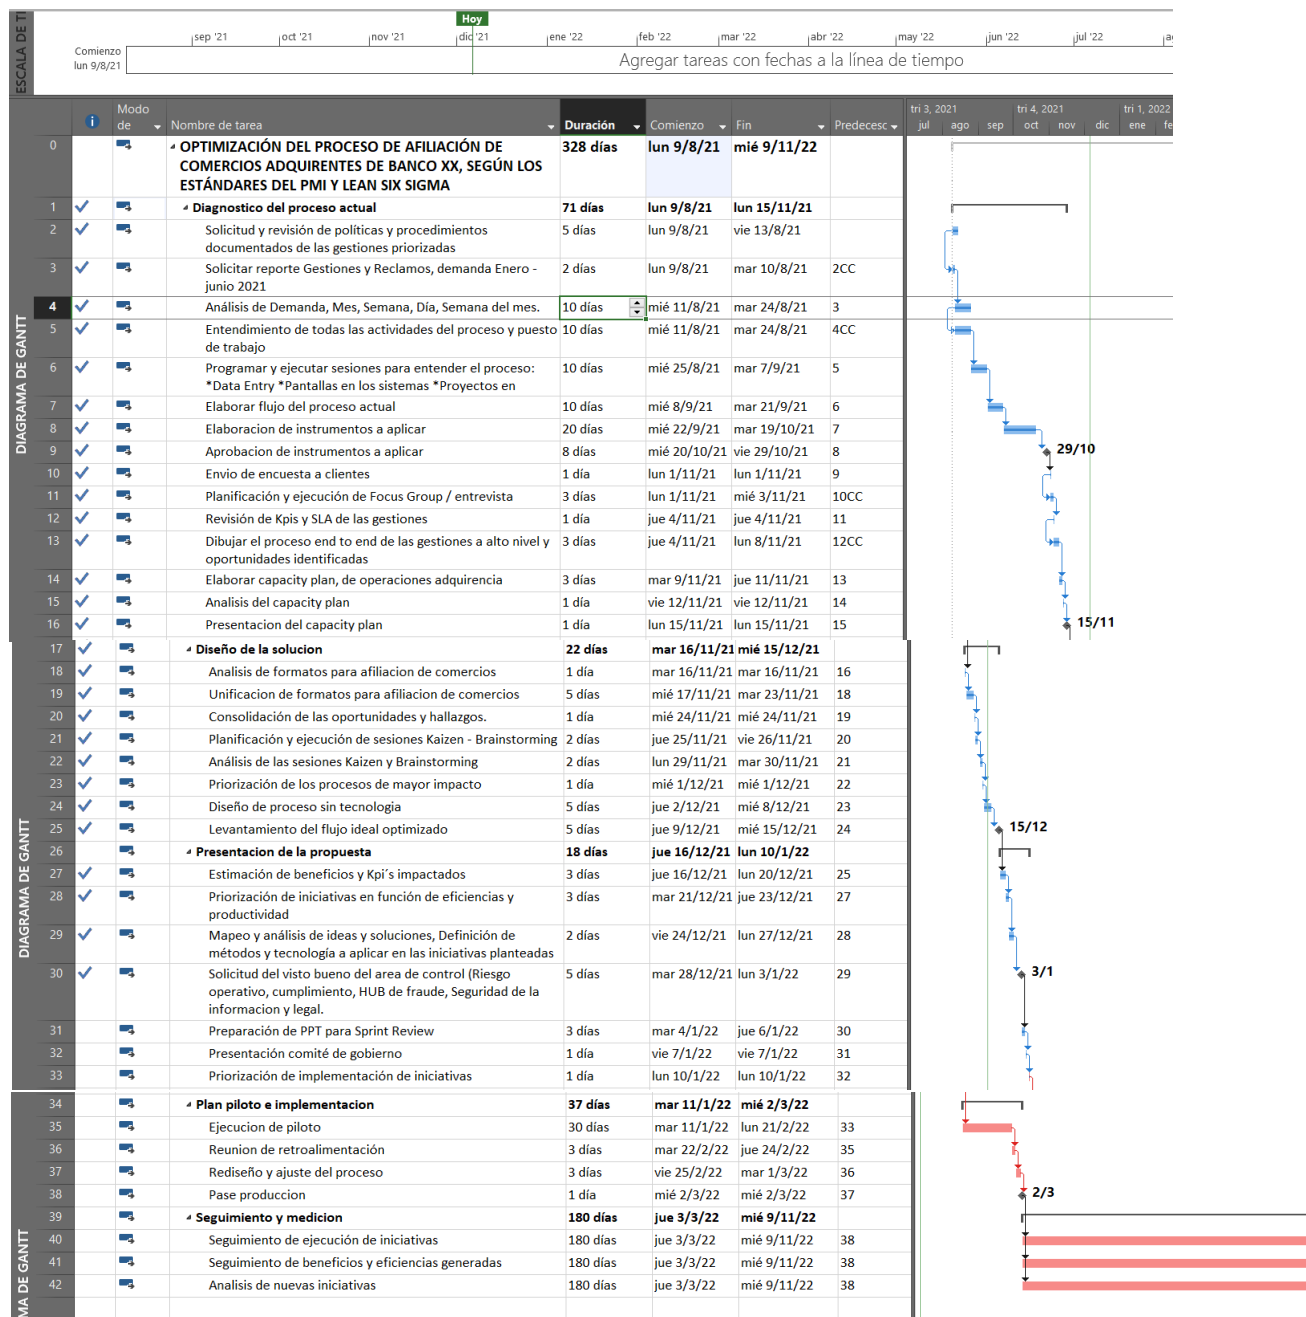 ESCALA DE TI
Hoy
sep '21 oct '21 nov '21 dic '21 ene '22 feb '22 mar '22 abr '22 may '22 jun '22 jul '22
Comienzo
lun 9/8/21
Agregar tareas con fechas a la línea de tiempo
DIAGRAMA DE GANTT
Modo de Nombre de tarea Duración Comienzo Fin Predecesc
tri 3, 2021 tri 4, 2021 tri 1, 2022
jul ago sep oct nov dic ene fe
0 OPTIMIZACIÓN DEL PROCESO DE AFILIACIÓN DE 328 días lun 9/8/21 mié 9/11/22
COMERCIOS ADQUIRENTES DE BANCO XX, SEGÚN LOS
ESTÁNDARES DEL PMI Y LEAN SIX SIGMA
1 Diagnostico del proceso actual 71 días lun 9/8/21 lun 15/11/21
2 Solicitud y revisión de políticas y procedimientos 5 días lun 9/8/21 vie 13/8/21
documentados de las gestiones priorizadas
3 Solicitar reporte Gestiones y Reclamos, demanda Enero - 2 días lun 9/8/21 mar 10/8/21 2CC
junio 2021
4 Análisis de Demanda, Mes, Semana, Día, Semana del mes. 10 días mié 11/8/21 mar 24/8/21 3
5 Entendimiento de todas las actividades del proceso y puesto 10 días mié 11/8/21 mar 24/8/21 4CC
de trabajo
6 Programar y ejecutar sesiones para entender el proceso: 10 días mié 25/8/21 mar 7/9/21 5
*Data Entry *Pantallas en los sistemas *Proyectos en
7 Elaborar flujo del proceso actual 10 días mié 8/9/21 mar 21/9/21 6
8 Elaboracion de instrumentos a aplicar 20 días mié 22/9/21 mar 19/10/21 7
9 Aprobacion de instrumentos a aplicar 8 días mié 20/10/21 vie 29/10/21 8 29/10
10 Envio de encuesta a clientes 1 día lun 1/11/21 lun 1/11/21 9
11 Planificación y ejecución de Focus Group / entrevista 3 días lun 1/11/21 mié 3/11/21 10CC
12 Revisión de Kpis y SLA de las gestiones 1 día jue 4/11/21 jue 4/11/21 11
13 Dibujar el proceso end to end de las gestiones a alto nivel y 3 días jue 4/11/21 lun 8/11/21 12CC
oportunidades identificadas
14 Elaborar capacity plan, de operaciones adquirencia 3 días mar 9/11/21 jue 11/11/21 13
15 Analisis del capacity plan 1 día vie 12/11/21 vie 12/11/21 14
16 Presentacion del capacity plan 1 día lun 15/11/21 lun 15/11/21 15 15/11
DIAGRAMA DE GANTT
17 Diseño de la solucion 22 días mar 16/11/21 mié 15/12/21
18 Analisis de formatos para afiliacion de comercios 1 día mar 16/11/21 mar 16/11/21 16
19 Unificacion de formatos para afiliacion de comercios 5 días mié 17/11/21 mar 23/11/21 18
20 Consolidación de las oportunidades y hallazgos. 1 día mié 24/11/21 mié 24/11/21 19
21 Planificación y ejecución de sesiones Kaizen - Brainstorming 2 días jue 25/11/21 vie 26/11/21 20
22 Análisis de las sesiones Kaizen y Brainstorming 2 días lun 29/11/21 mar 30/11/21 21
23 Priorización de los procesos de mayor impacto 1 día mié 1/12/21 mié 1/12/21 22
24 Diseño de proceso sin tecnologia 5 días jue 2/12/21 mié 8/12/21 23
25 Levantamiento del flujo ideal optimizado 5 días jue 9/12/21 mié 15/12/21 24 15/12
26 Presentacion de la propuesta 18 días jue 16/12/21 lun 10/1/22
27 Estimación de beneficios y Kpi´s impactados 3 días jue 16/12/21 lun 20/12/21 25
28 Priorización de iniciativas en función de eficiencias y 3 días mar 21/12/21 jue 23/12/21 27
productividad
29 Mapeo y análisis de ideas y soluciones, Definición de 2 días vie 24/12/21 lun 27/12/21 28
métodos y tecnología a aplicar en las iniciativas planteadas
30 Solicitud del visto bueno del area de control (Riesgo 5 días mar 28/12/21 lun 3/1/22 29 3/1
operativo, cumplimiento, HUB de fraude, Seguridad de la
informacion y legal.
31 Preparación de PPT para Sprint Review 3 días mar 4/1/22 jue 6/1/22 30
32 Presentación comité de gobierno 1 día vie 7/1/22 vie 7/1/22 31
33 Priorización de implementación de iniciativas 1 día lun 10/1/22 lun 10/1/22 32
MA DE GANTT
34 Plan piloto e implementacion 37 días mar 11/1/22 mié 2/3/22
35 Ejecucion de piloto 30 días mar 11/1/22 lun 21/2/22 33
36 Reunion de retroalimentación 3 días mar 22/2/22 jue 24/2/22 35
37 Rediseño y ajuste del proceso 3 días vie 25/2/22 mar 1/3/22 36
38 Pase produccion 1 día mié 2/3/22 mié 2/3/22 37 2/3
39 Seguimiento y medicion 180 días jue 3/3/22 mié 9/11/22
40 Seguimiento de ejecución de iniciativas 180 días jue 3/3/22 mié 9/11/22 38
41 Seguimiento de beneficios y eficiencias generadas 180 días jue 3/3/22 mié 9/11/22 38
42 Analisis de nuevas iniciativas 180 días jue 3/3/22 mié 9/11/22 38